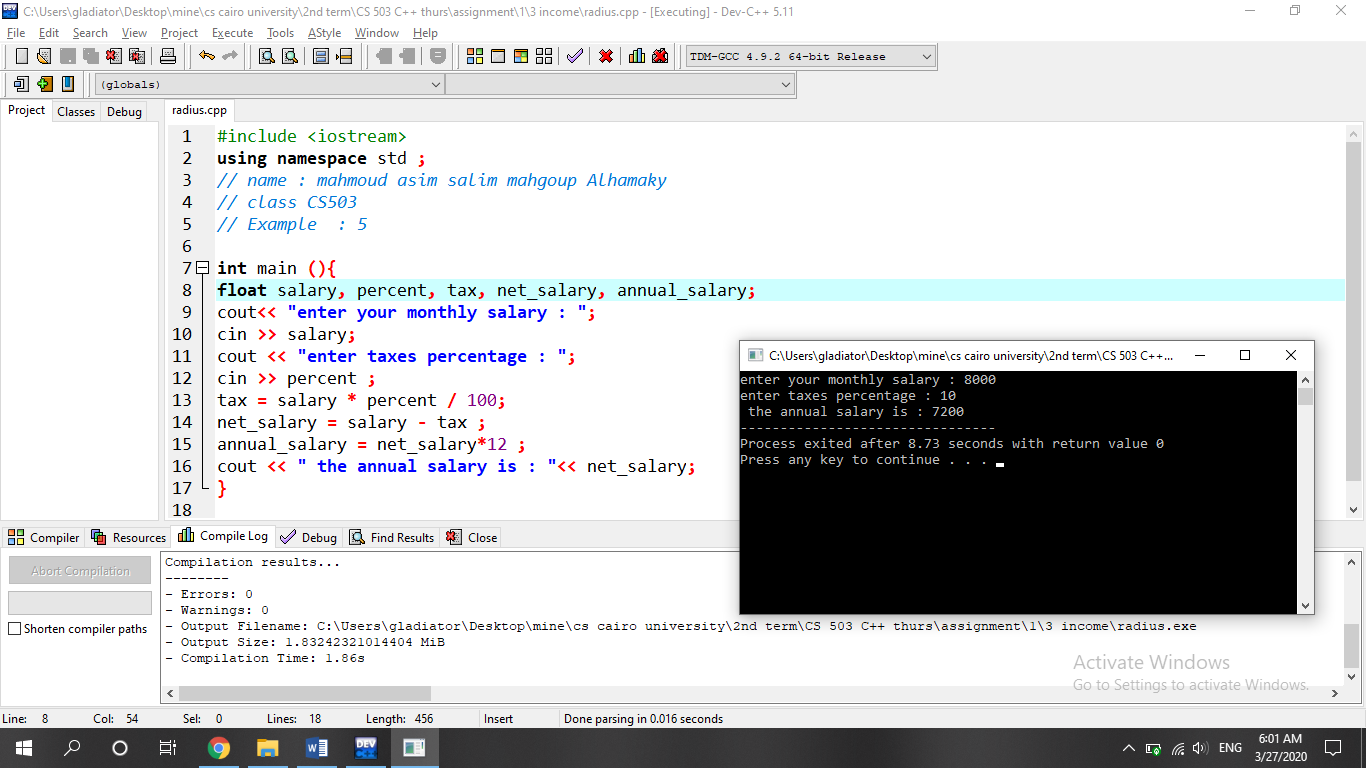 C:\Users\gladiator\Desktop\mine\cs cairo university\2nd term\CS 503 C++ thurs\assignment\1\3 income\radius.cpp - [Executing] - Dev-C++ 5.11
File Edit Search View Project Execute Tools AStyle Window Help
TDM-GCC 4.9.2 64-bit Release
(globals)
Project Classes Debug
radius.cpp
1 #include <iostream>
2 using namespace std ;
3 // name : mahmoud asim salim mahgoup Alhamaky
4 // class CS503
5 // Example  : 5
6
7 int main (){
8 float salary, percent, tax, net_salary, annual_salary;
9 cout<< "enter your monthly salary : ";
10 cin >> salary;
11 cout << "enter taxes percentage : ";
12 cin >> percent ;
13 tax = salary * percent / 100;
14 net_salary = salary - tax ;
15 annual_salary = net_salary*12 ;
16 cout << " the annual salary is : "<< net_salary;
17 }
18
C:\Users\gladiator\Desktop\mine\cs cairo university\2nd term\CS 503 C++...
enter your monthly salary : 8000
enter taxes percentage : 10
 the annual salary is : 7200
--------------------------------
Process exited after 8.73 seconds with return value 0
Press any key to continue . . .
Compiler Resources Compile Log Debug Find Results Close
Abort Compilation
Shorten compiler paths
Compilation results...
--------
- Errors: 0
- Warnings: 0
- Output Filename: C:\Users\gladiator\Desktop\mine\cs cairo university\2nd term\CS 503 C++ thurs\assignment\1\3 income\radius.exe
- Output Size: 1.83242321014404 MiB
- Compilation Time: 1.86s
Activate Windows
Go to Settings to activate Windows.
Line: 8 Col: 54 Sel: 0 Lines: 18 Length: 456 Insert Done parsing in 0.016 seconds
DEV
ENG
6:01 AM
3/27/2020